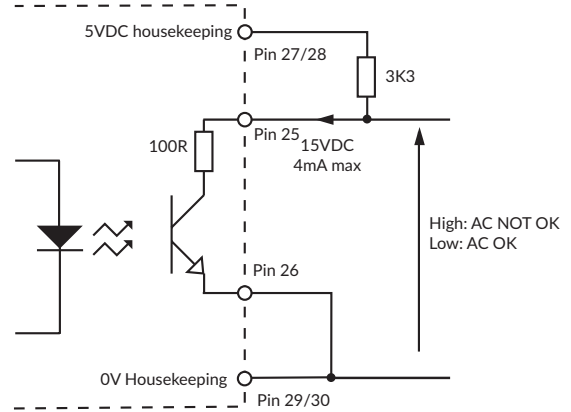 5VDC housekeeping
Pin 27/28
3K3
Pin 25
15VDC
4mA max
100R
High: AC NOT OK
Low: AC OK
Pin 26
0V Housekeeping
Pin 29/30